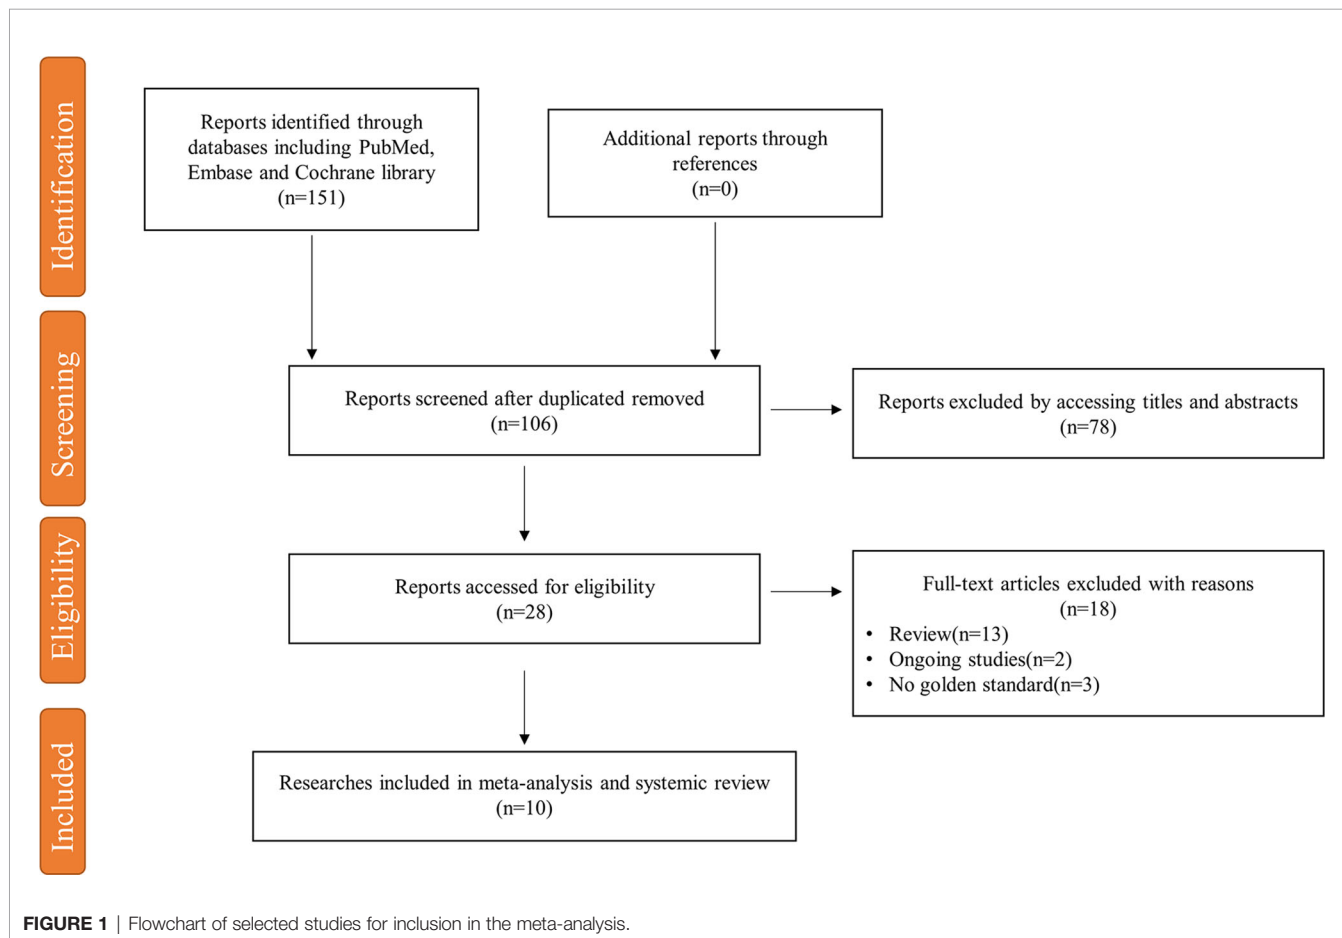 Identification
Reports identified through
databases including PubMed,
Embase and Cochrane library
(n=151)
Additional reports through
references
(n=0)
Screening
Reports screened after duplicated removed
(n=106)
Reports excluded by accessing titles and abstracts
(n=78)
Eligibility
Reports accessed for eligibility
(n=28)
Full-text articles excluded with reasons
(n=18)
• Review(n=13)
• Ongoing studies(n=2)
• No golden standard(n=3)
Included
Researches included in meta-analysis and systemic review
(n=10)
FIGURE 1 | Flowchart of selected studies for inclusion in the meta-analysis.